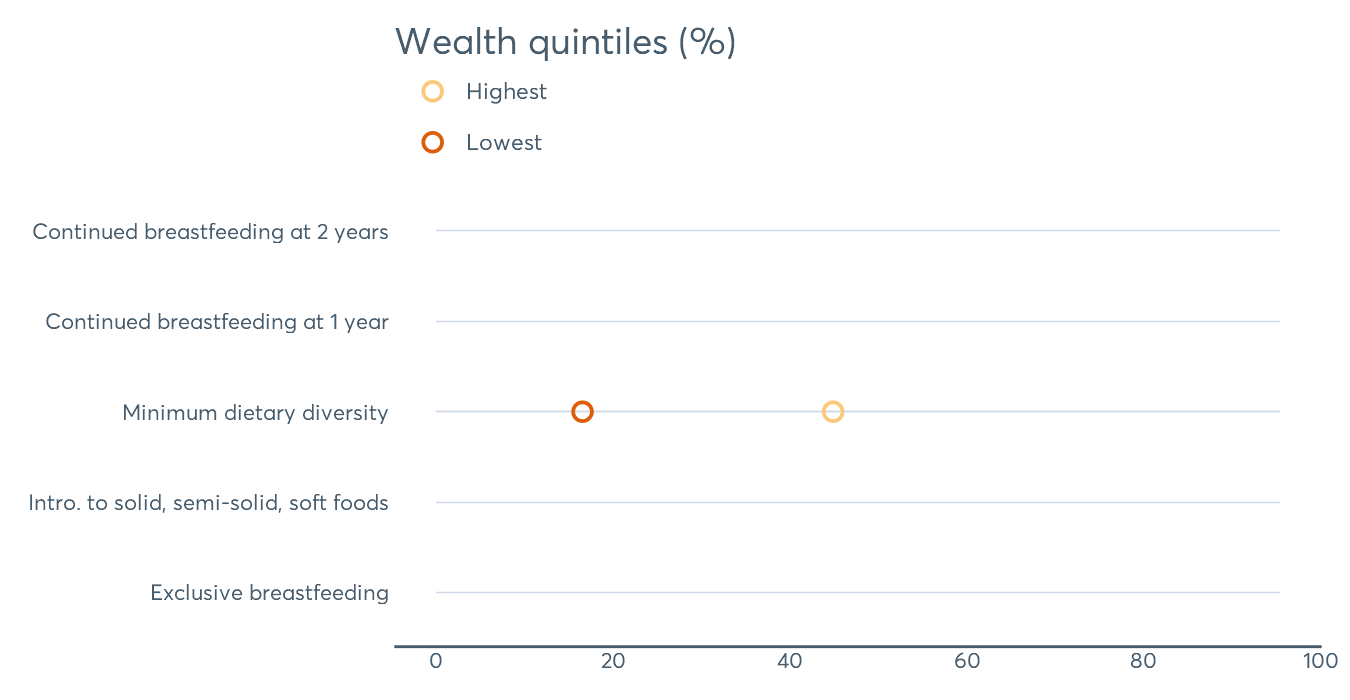 Wealth quintiles (%)
Highest
Lowest
Continued breastfeeding at 2 years
Continued breastfeeding at 1 year
Minimum dietary diversity
Intro. to solid, semi-solid, soft foods
Exclusive breastfeeding
0 20 40 60 80 100